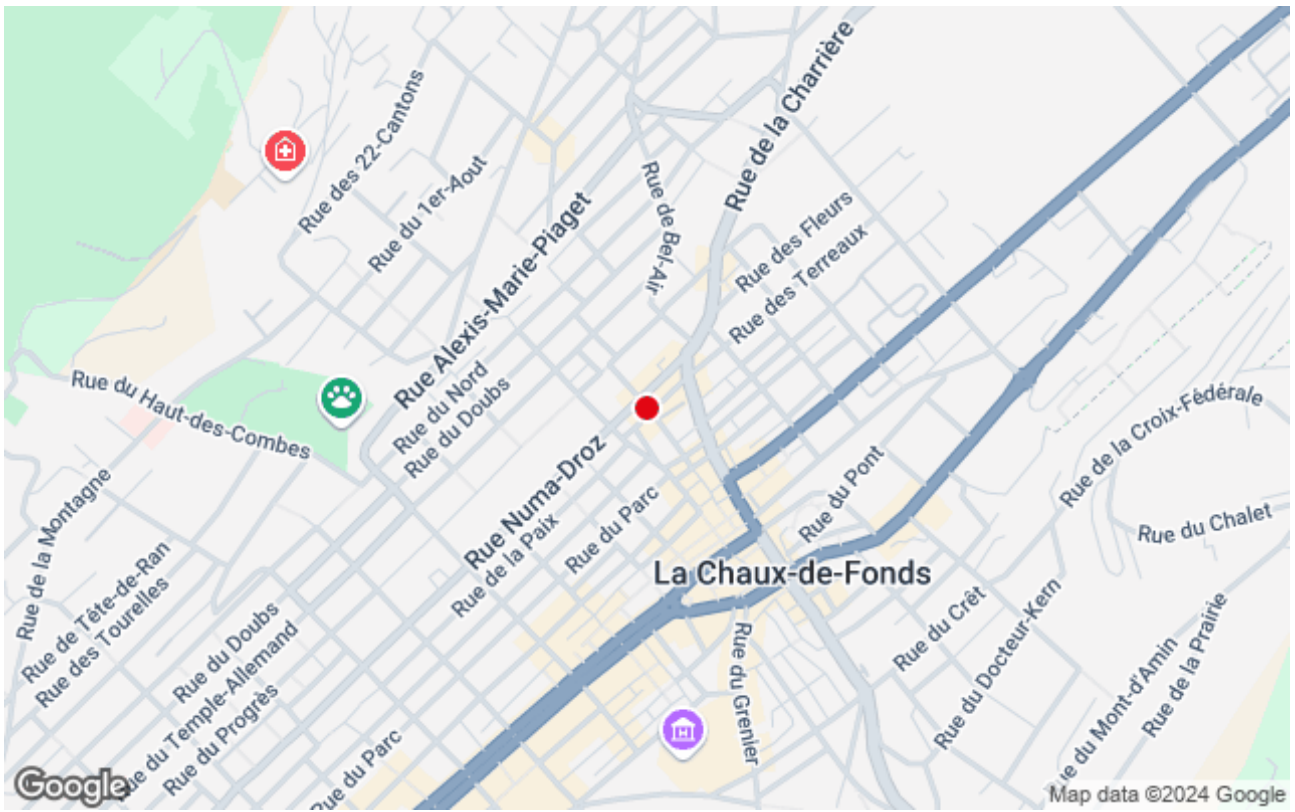 Rue de la Charrière
Rue des 22-Cantons
Rue du 1er-Aout
Rue de Bel-Air
Rue des Fleurs
Rue des Terreaux
Rue Alexis-Marie-Piaget
Rue du Nord
Rue du Doubs
Rue du Haut-des-Combes
Rue de la Croix-Fédérale
Rue Numa-Droz
Rue du Parc
Rue du Pont
Rue de la Montagne
Rue de la Paix
Rue du Chalet
La Chaux-de-Fonds
Rue de Tête-de-Ran
Rue des Tourelles
Rue du Crêt
Rue du Docteur-Kern
Rue du Doubs
Rue du Temple-Allemand
Rue du Progrès
Rue du Grenier
Rue de la Prairie
ue du Mont-d'Amin
Rue du Parc
H
Google
Map data ©2024 Google